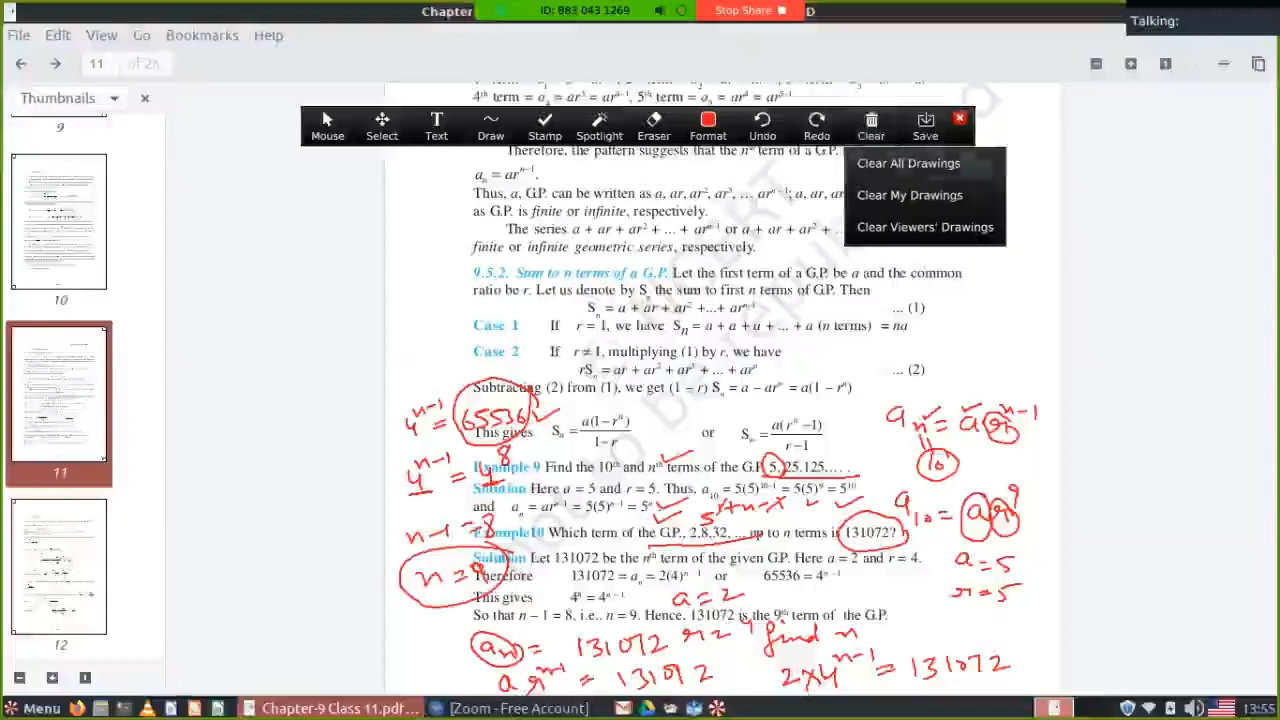 Chapter
ID: 883 043 1269
Stop Share
D
Talking:
File Edit View Go Bookmarks Help
11 of 28
Thumbnails
9
10
11
12
4th term = a4 = ar3 = ar4–1, 5th term = a5 = ar4 = ar5–1
Mouse Select Text Draw Stamp Spotlight Eraser Format Undo Redo Clear Save
Clear All Drawings
Clear My Drawings
Clear Viewers' Drawings
Therefore, the pattern suggests that the nth term of a G.P.
an = arn–1.
Thus, a, G.P. can be written as a, ar, ar2, ar3, … arn–1; a, ar, ar
as G.P. is finite or infinite, respectively.
The series a + ar + ar2 + ... + arn–1 or a + ar + ar2 + ...
finite or infinite geometric series, respectively.
9.5.2. Sum to n terms of a G.P. Let the first term of a G.P. be a and the common
ratio be r. Let us denote by Sn the sum to first n terms of G.P. Then
Sn = a + ar + ar2 +...+ arn–1 ... (1)
Case 1 If r = 1, we have Sn = a + a + a + ... + a (n terms) = na
Case 2 If r ≠ 1, multiplying (1) by r, we have
rSn = ar + ar2 + ar3 + ... + arn ... (2)
Subtracting (2) from (1), we get (1 – r) Sn = a – arn = a(1 – rn)
4n-1 = 65536
an = a rn-1
10
This gives Sn = a(1–rn)/1–r or Sn = a(rn–1)/r–1
4n-1 = 48
Example 9 Find the 10th and nth terms of the G.P. 5, 25,125,… .
Solution Here a = 5 and r = 5. Thus, a10 = 5(5)10–1 = 5(5)9 = 510
and an = arn–1 = 5(5)n–1 = 5n
51+n-1
a10 = a r9
n-1 = 8
Example10 Which term of the G.P., 2,8,32, ... up to n terms is 131072?
Solution Let 131072 be the nth term of the given G.P. Here a = 2 and r = 4.
a = 5
n = 9
Therefore 131072 = an = 2(4)n – 1 or 65536 = 4n – 1
r = 5
This gives 48 = 4n – 1
a = 2
So that n – 1 = 8, i.e., n = 9. Hence, 131072 is the 9th term of the G.P.
an = 131072 r = 4 find n
a rn-1 = 131072 2×4n-1 = 131072
Menu
Chapter-9 Class 11.pdf...
[Zoom - Free Account]
13:55